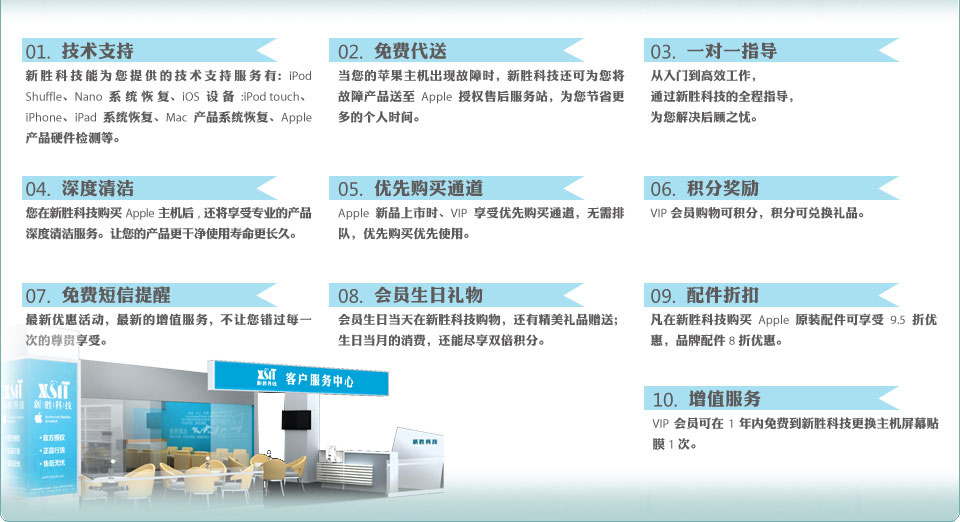 01. 技术支持
新胜科技能为您提供的技术支持服务有: iPod
Shuffle、Nano 系统恢复、iOS 设备 :iPod touch、
iPhone、iPad 系统恢复、Mac 产品系统恢复、Apple
产品硬件检测等。
02. 免费代送
当您的苹果主机出现故障时，新胜科技还可为您将
故障产品送至 Apple 授权售后服务站，为您节省更
多的个人时间。
03. 一对一指导
从入门到高效工作，
通过新胜科技的全程指导，
为您解决后顾之忧。
04. 深度清洁
您在新胜科技购买 Apple 主机后 , 还将享受专业的产品
深度清洁服务。让您的产品更干净使用寿命更长久。
05. 优先购买通道
Apple 新品上市时、VIP 享受优先购买通道，无需排
队，优先购买优先使用。
06. 积分奖励
VIP 会员购物可积分，积分可兑换礼品。
07. 免费短信提醒
最新优惠活动，最新的增值服务，不让您错过每一
次的尊贵享受。
08. 会员生日礼物
会员生日当天在新胜科技购物，还有精美礼品赠送；
生日当月的消费，还能尽享双倍积分。
09. 配件折扣
凡在新胜科技购买 Apple 原装配件可享受 9.5 折优
惠，品牌配件 8 折优惠。
10. 增值服务
VIP 会员可在 1 年内免费到新胜科技更换主机屏幕贴
膜 1 次。
XSIT
新胜科技
客户服务中心
XSIT
新胜科技
• 官方授权
• 正品行货
• 售后无忧
新胜科技